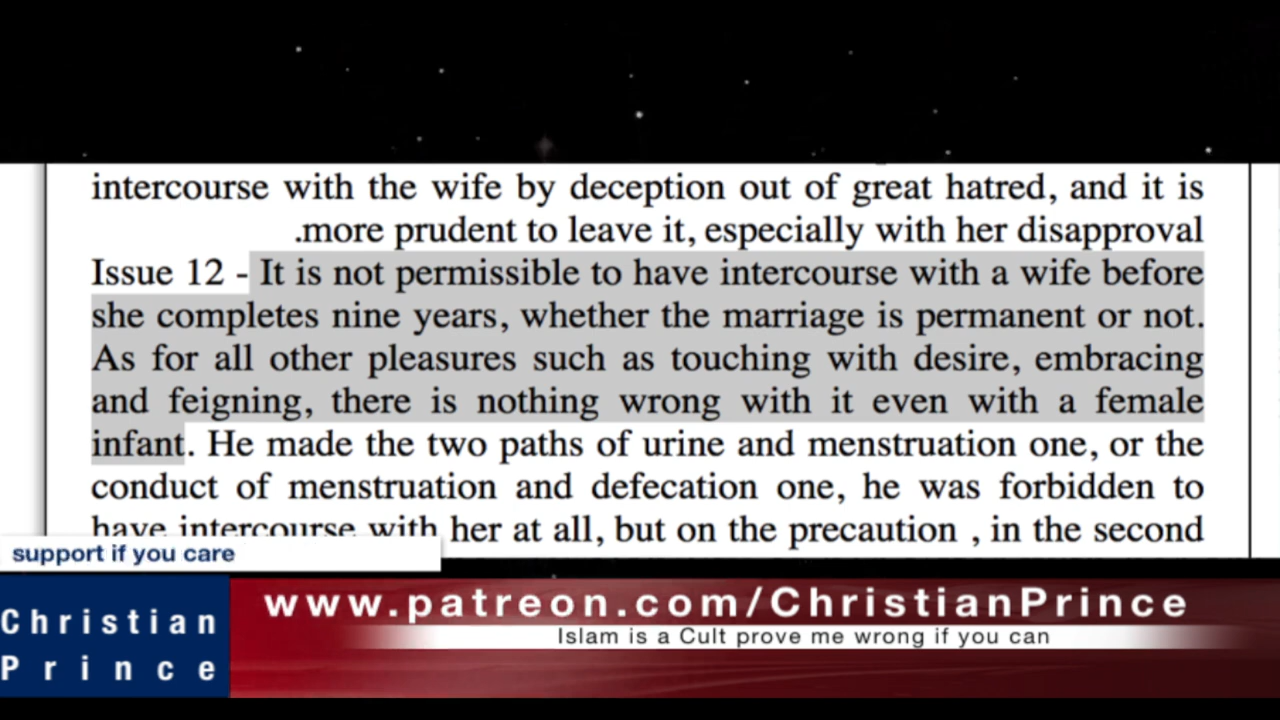 intercourse with the wife by deception out of great hatred, and it is
.more prudent to leave it, especially with her disapproval
Issue 12 - It is not permissible to have intercourse with a wife before
she completes nine years, whether the marriage is permanent or not.
As for all other pleasures such as touching with desire, embracing
and feigning, there is nothing wrong with it even with a female
infant. He made the two paths of urine and menstruation one, or the
conduct of menstruation and defecation one, he was forbidden to
have intercourse with her at all, but on the precaution , in the second
support if you care
Christian
Prince
www.patreon.com/ChristianPrince
Islam is a Cult prove me wrong if you can